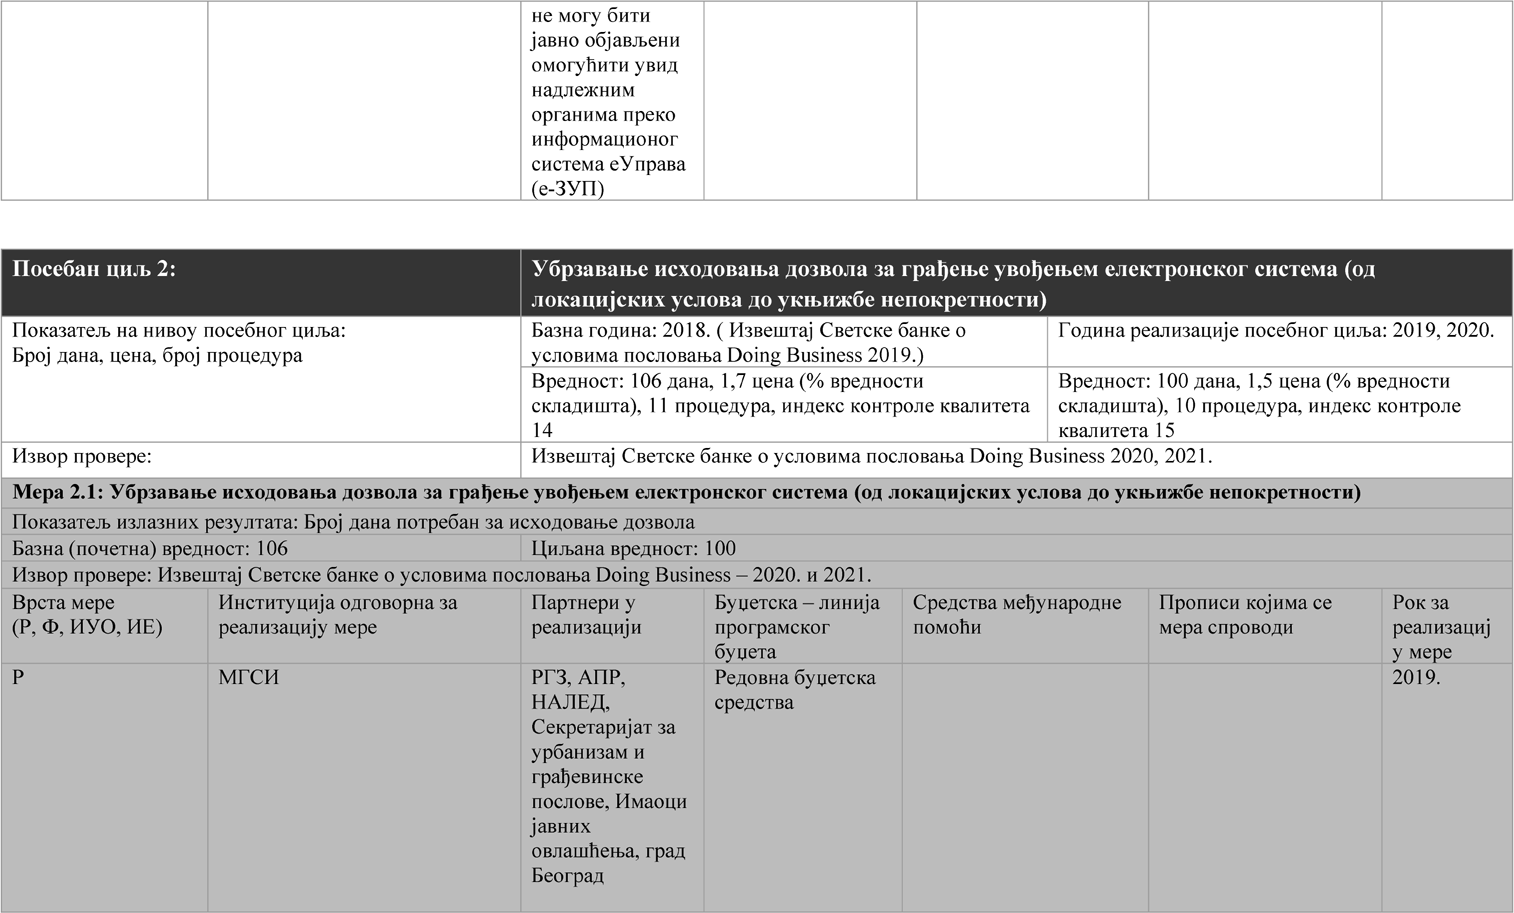 не могу бити
јавно објављени
омогућити увид
надлежним
органима преко
информационог
система еУправа
(е-ЗУП)
Посебан циљ 2:
Убрзавање исходовања дозвола за грађење увођењем електронског система (од
локацијских услова до укњижбе непокретности)
Показатељ на нивоу посебног циља:
Број дана, цена, број процедура
Базна година: 2018. ( Извештај Светске банке о
условима пословања Doing Business 2019.)
Година реализације посебног циља: 2019, 2020.
Вредност: 106 дана, 1,7 цена (% вредности
складишта), 11 процедура, индекс контроле квалитета
14
Вредност: 100 дана, 1,5 цена (% вредности
складишта), 10 процедура, индекс контроле
квалитета 15
Извор провере:
Извештај Светске банке о условима пословања Doing Business 2020, 2021.
Мера 2.1: Убрзавање исходовања дозвола за грађење увођењем електронског система (од локацијских услова до укњижбе непокретности)
Показатељ излазних резултата: Број дана потребан за исходовање дозвола
Базна (почетна) вредност: 106
Циљана вредност: 100
Извор провере: Извештај Светске банке о условима пословања Doing Business – 2020. и 2021.
Врста мере
(Р, Ф, ИУО, ИЕ)
Институција одговорна за
реализацију мере
Партнери у
реализацији
Буџетска – линија
програмског
буџета
Средства међународне
помоћи
Прописи којима се
мера спроводи
Рок за
реализациј
у мере
Р
МГСИ
РГЗ, АПР,
НАЛЕД,
Секретаријат за
урбанизам и
грађевинске
послове, Имаоци
јавних
овлашћења, град
Београд
Редовна буџетска
средства
2019.